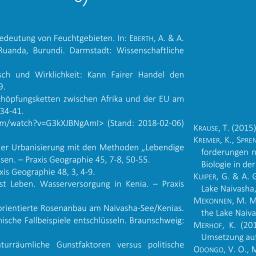 edeutung von Feuchtgebieten. In: EBERTH, A. & A.
Ruanda, Burundi. Darmstadt: Wissenschaftliche
sch und Wirklichkeit: Kann Fairer Handel den
chöpfungsketten zwischen Afrika und der EU am
34-41.
m/watch?v=G3kXJBNgAmI> (Stand: 2018-02-06)
er Urbanisierung mit den Methoden „Lebendige
sen. – Praxis Geographie 45, 7-8, 50-55.
xis Geographie 48, 3, 4-9.
st Leben. Wasserversorgung in Kenia. – Praxis
orientierte Rosenanbau am Naivasha-See/Kenias.
nische Fallbeispiele entschlüsseln. Braunschweig:
aturräumliche Gunstfaktoren versus politische
KRAUSE, T. (2015)
KREMER, K., SPREN
forderungen n
Biologie in der
KUIPER, G. & A. G
Lake Naivasha,
MEKONNEN, M. M
the Lake Naiva
MERHOF, K. (201
Umsetzung auf
ODONGO, V. O., M